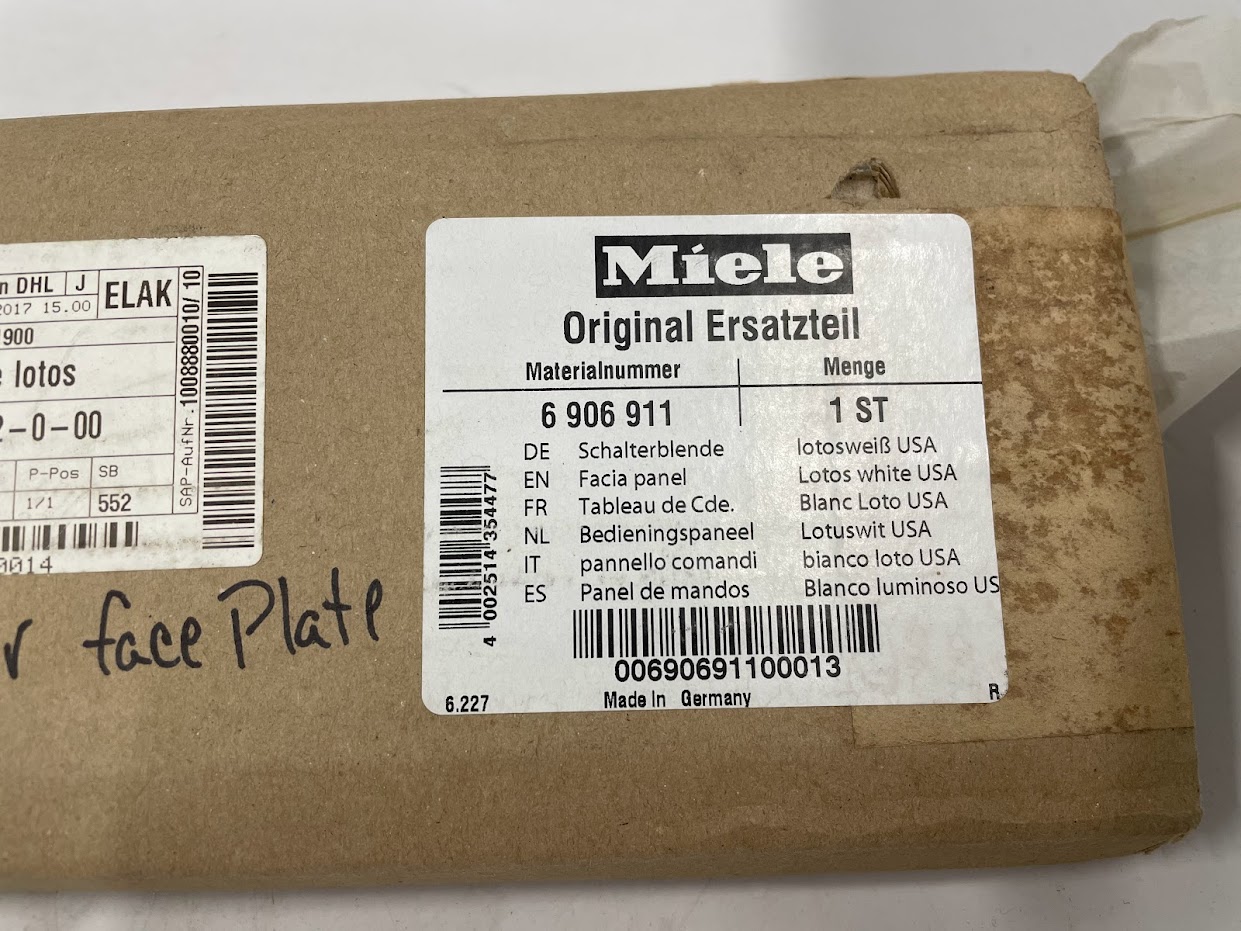 n DHL J ELAK
2017 15.00
900
lotos
2-0-00
P-Pos SB
1/1 552
0014
SAP-AufNr. 1008880010/ 10
face Plate
Miele
Original Ersatzteil
Materialnummer Menge
6 906 911 1 ST
DE Schalterblende lotosweiß USA
EN Facia panel Lotos white USA
FR Tableau de Cde. Blanc Loto USA
NL Bedieningspaneel Lotuswit USA
IT pannello comandi bianco loto USA
ES Panel de mandos Blanco luminoso US
4 002514 354477
00690691100013
6.227 Made In Germany R